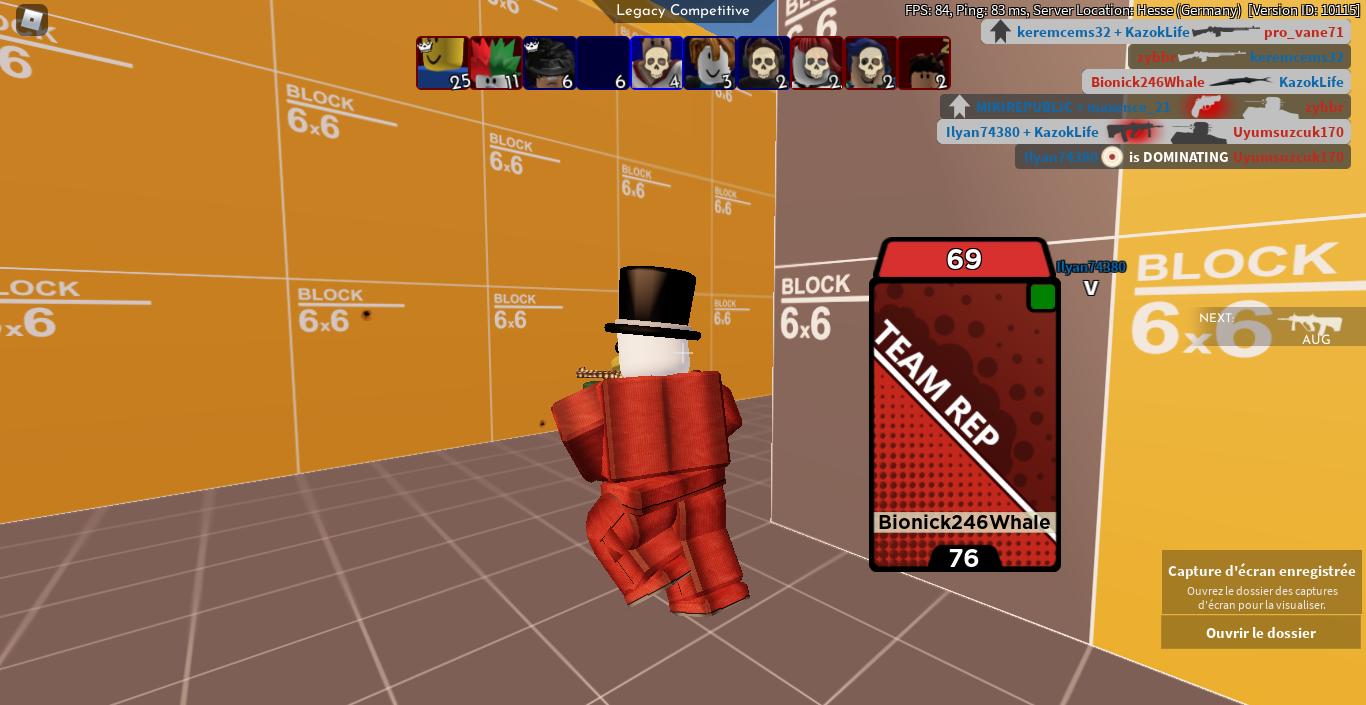 Legacy Competitive
FPS: 84, Ping: 83 ms, Server Location: Hesse (Germany) [Version ID: 10115]
keremcems32 + KazokLife pro_vane71
zybbr keremcems32
Bionick246Whale KazokLife
zybbr
Ilyan74380 + KazokLife Uyumsuzcuk170
Ilyan74380 is DOMINATING Uyumsuzcuk170
25 11 6 6 4 3 2 2 2 2
BLOCK
6x6
BLOCK
6x6
BLOCK
6x6
BLOCK
6x6
BLOCK
6x6
BLOCK
6x6
BLOCK
6x6
BLOCK
6x6
BLOCK
6x6
BLOCK
6x6
69
Ilyan74380
V
TEAM REP
Bionick246Whale
76
NEXT:
AUG
Capture d'écran enregistrée
Ouvrez le dossier des captures
d'écran pour la visualiser.
Ouvrir le dossier